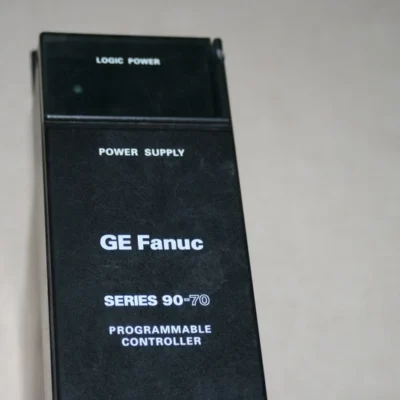 LOGIC POWER
POWER SUPPLY
GE Fanuc
SERIES 90-70
PROGRAMMABLE
CONTROLLER